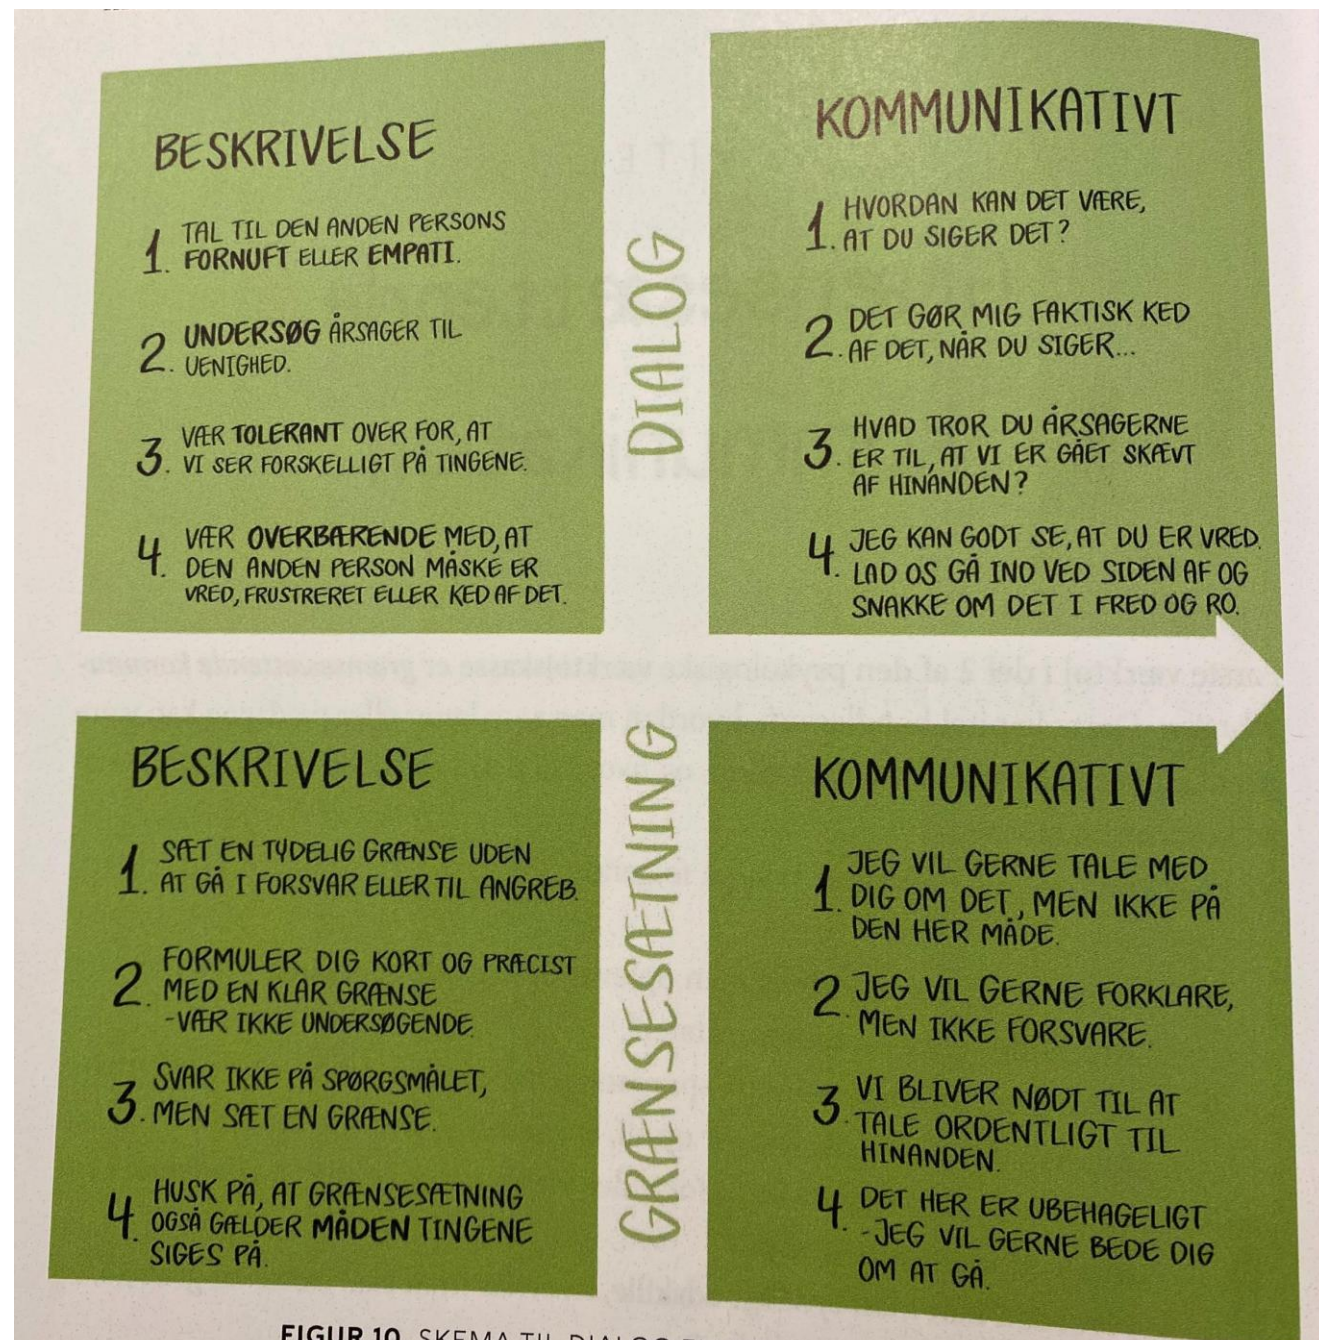 BESKRIVELSE
1. TAL TIL DEN ANDEN PERSONS
FORNUFT ELLER EMPATI.
2. UNDERSØG ÅRSAGER TIL
UENIGHED.
3. VÆR TOLERANT OVER FOR, AT
VI SER FORSKELLIGT PÅ TINGENE.
4. VÆR OVERBÆRENDE MED, AT
DEN ANDEN PERSON MÅSKE ER
VRED, FRUSTRERET ELLER KED AF DET.
DIALOG
KOMMUNIKATIVT
1. HVORDAN KAN DET VÆRE,
AT DU SIGER DET?
2. DET GØR MIG FAKTISK KED
AF DET, NÅR DU SIGER...
3. HVAD TROR DU ÅRSAGERNE
ER TIL, AT VI ER GÅET SKÆVT
AF HINANDEN?
4. JEG KAN GODT SE, AT DU ER VRED.
LAD OS GÅ IND VED SIDEN AF OG
SNAKKE OM DET I FRED OG RO.
BESKRIVELSE
1. SÆT EN TYDELIG GRÆNSE UDEN
AT GÅ I FORSVAR ELLER TIL ANGREB.
2. FORMULER DIG KORT OG PRÆCIST
MED EN KLAR GRÆNSE
-VÆR IKKE UNDERSØGENDE.
3. SVAR IKKE PÅ SPØRGSMÅLET,
MEN SÆT EN GRÆNSE.
4. HUSK PÅ, AT GRÆNSESÆTNING
OGSÅ GÆLDER MÅDEN TINGENE
SIGES PÅ.
GRÆNSESÆTNING
KOMMUNIKATIVT
1. JEG VIL GERNE TALE MED
DIG OM DET, MEN IKKE PÅ
DEN HER MÅDE.
2. JEG VIL GERNE FORKLARE,
MEN IKKE FORSVARE.
3. VI BLIVER NØDT TIL AT
TALE ORDENTLIGT TIL
HINANDEN.
4. DET HER ER UBEHAGELIGT
-JEG VIL GERNE BEDE DIG
OM AT GÅ.
FIGUR 10. SKEMA TIL DIALOG